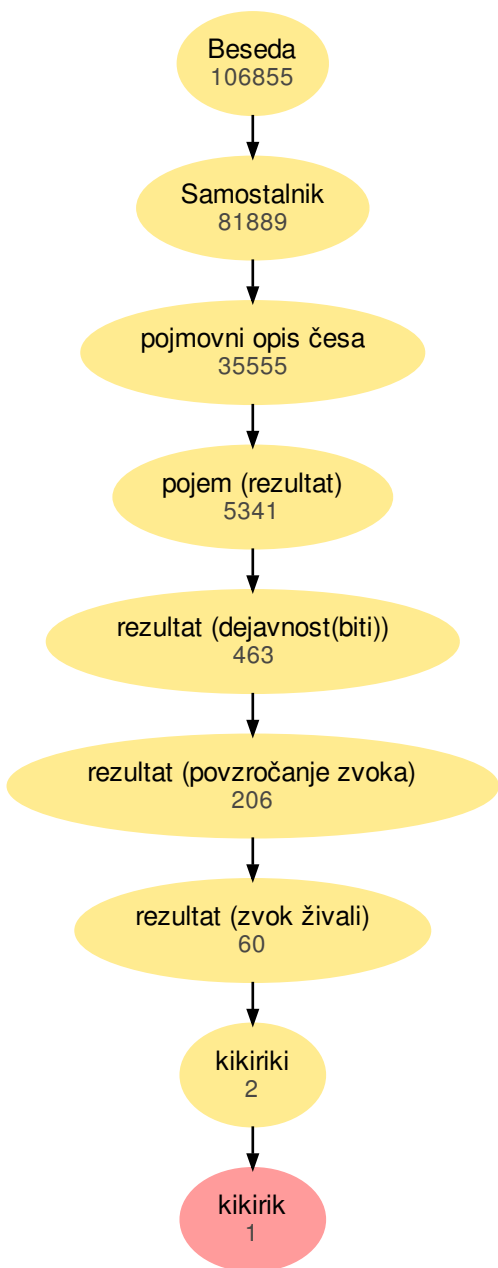 Beseda
106855
Samostalnik
81889
pojmovni opis česa
35555
pojem (rezultat)
5341
rezultat (dejavnost(biti))
463
rezultat (povzročanje zvoka)
206
rezultat (zvok živali)
60
kikiriki
2
kikirik
1